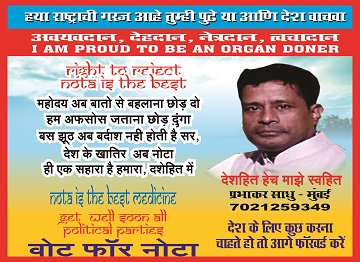 हया राष्ट्राची गरज आहे तुम्ही पुढे या आणि देश वाचवा
अवयवदान, देहदान, नेत्रदान, त्वचादान
I AM PROUD TO BE AN ORGAN DONER
right to reject
nota is the best
महोदय अब बातो से बहलाना छोड़ दो
हम अफसोस जताना छोड़ दुंगा
बस झूठ अब बर्दाश नही होती है सर,
देश के खातिर अब नोटा
ही एक सहारा है हमारा, देशहित में
nota is the best medicine
get well soon all
political parties
वोट फॉर नोटा
देशहित हेच माझे स्वहित
प्रभाकर साधु - मुंबई
7021259349
देश के लिए कुछ करना
चाहते हो तो आगे फॉरवर्ड करें